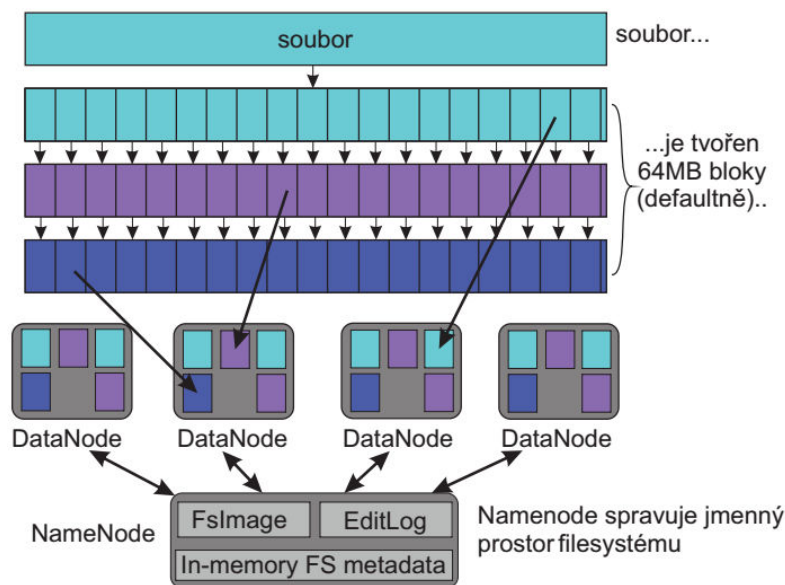 soubor
soubor...
...je tvořen
64MB bloky
(defaultně)..
DataNode
DataNode
DataNode
DataNode
NameNode
FsImage
EditLog
In-memory FS metadata
Namenode spravuje jmenný
prostor filesystému